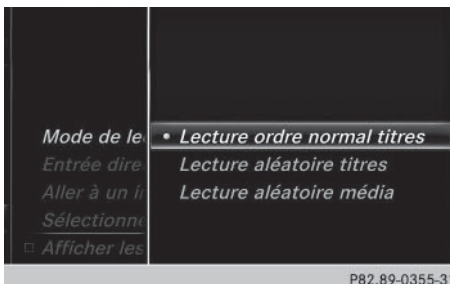 Mode de le
Lecture ordre normal titres
Entrée dire
Lecture aléatoire titres
Aller à un i
Lecture aléatoire média
Sélectionne
Afficher les
P82.89-0355-31